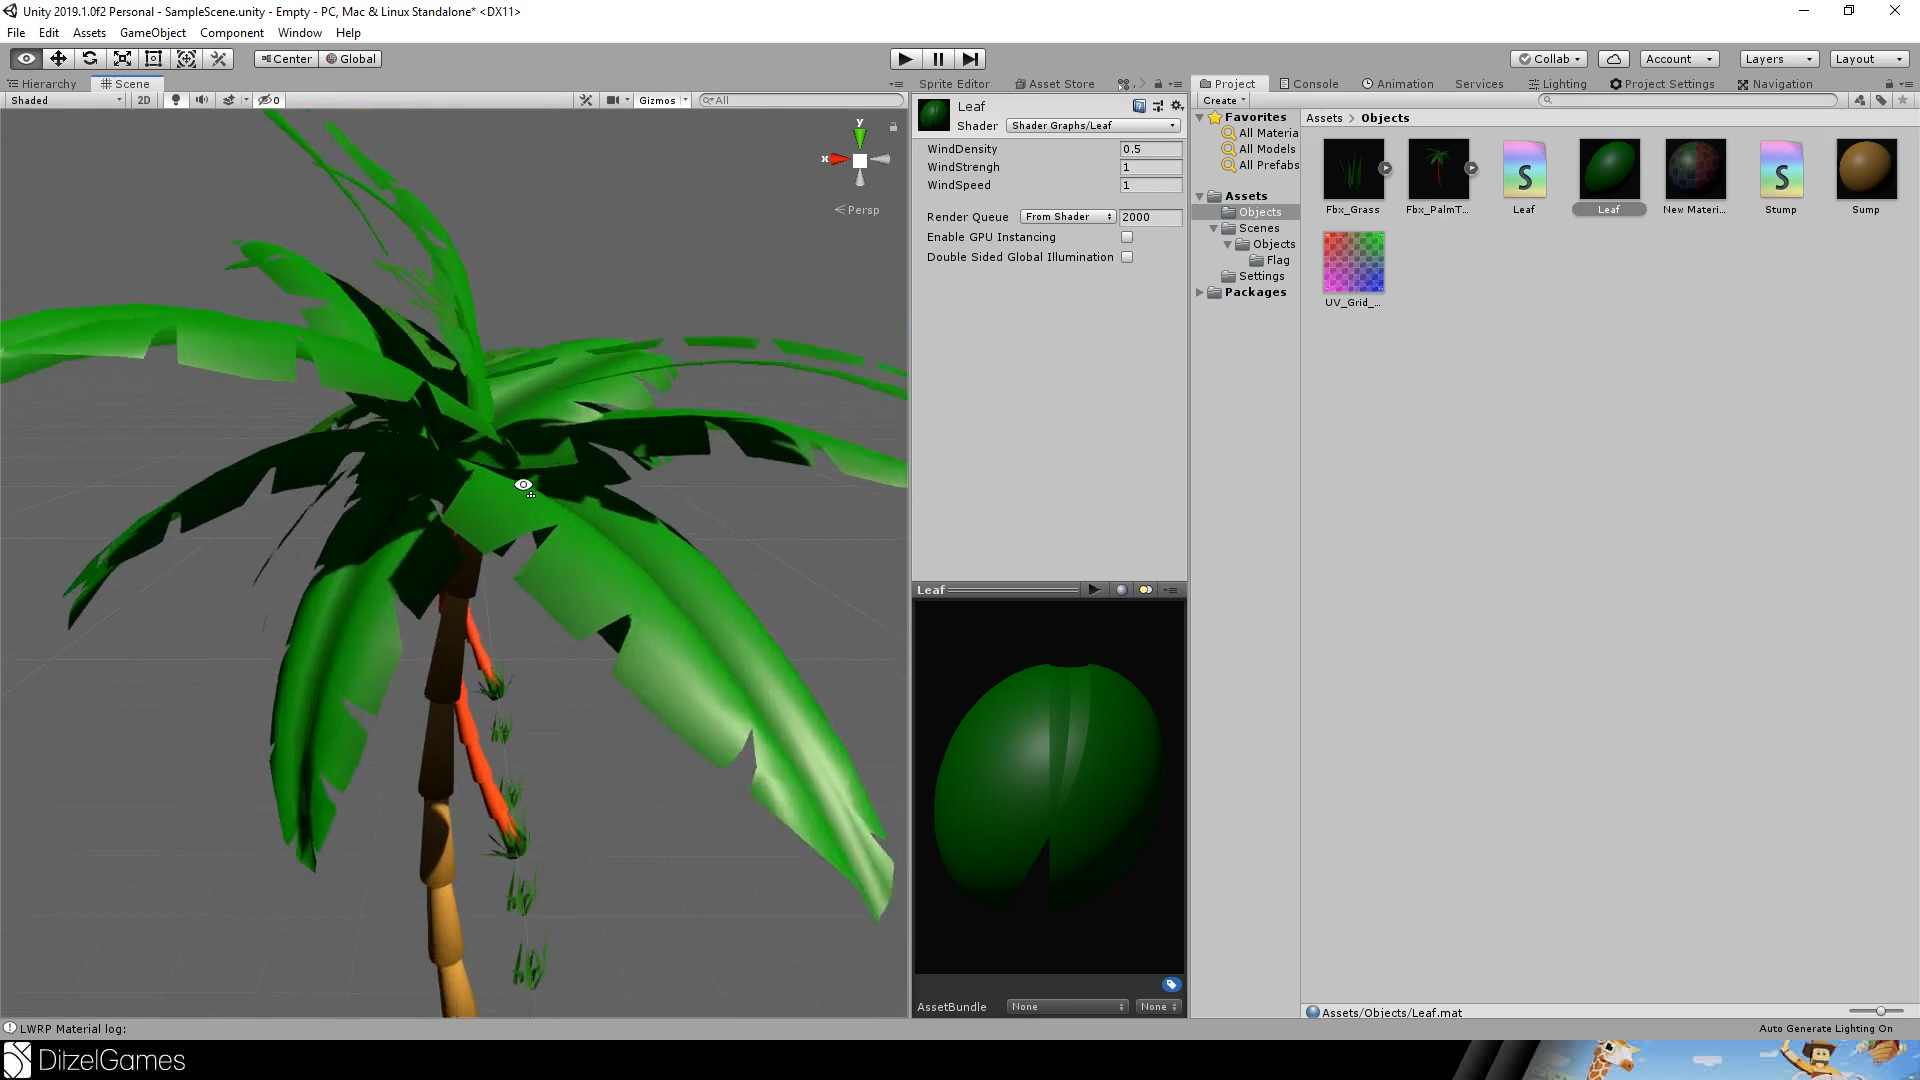 Unity 2019.1.0f2 Personal - SampleScene.unity - Empty - PC, Mac & Linux Standalone* <DX11>
File Edit Assets GameObject Component Window Help
Center Global Collab Account Layers Layout
Hierarchy Scene Sprite Editor Asset Store Project Console Animation Services Lighting Project Settings Navigation
Shaded 2D 0 Gizmos All Create
Leaf
Shader Shader Graphs/Leaf
WindDensity 0.5
WindStrengh 1
WindSpeed 1
Render Queue From Shader 2000
Enable GPU Instancing
Double Sided Global Illumination
y
x
Persp
Favorites
All Materia
All Models
All Prefabs
Assets
Objects
Scenes
Objects
Flag
Settings
Packages
Assets > Objects
Fbx_Grass Fbx_PalmT... Leaf Leaf New Materi... Stump Sump
S S
UV_Grid_...
Leaf
AssetBundle None None
Assets/Objects/Leaf.mat
LWRP Material log:
Auto Generate Lighting On
DitzelGames